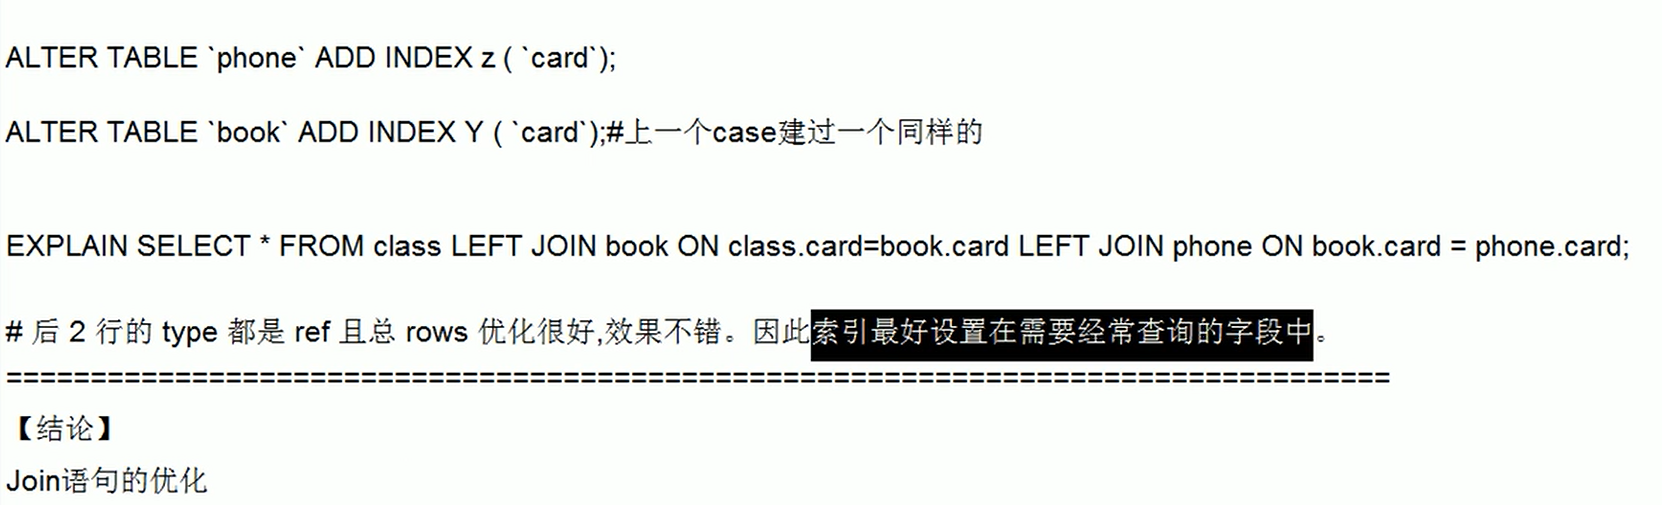 ALTER TABLE `phone` ADD INDEX z ( `card`);
ALTER TABLE `book` ADD INDEX Y ( `card`);#上一个case建过一个同样的
EXPLAIN SELECT * FROM class LEFT JOIN book ON class.card=book.card LEFT JOIN phone ON book.card = phone.card;
# 后 2 行的 type 都是 ref 且总 rows 优化很好,效果不错。因此索引最好设置在需要经常查询的字段中。
==================================================================================
【结论】
Join语句的优化